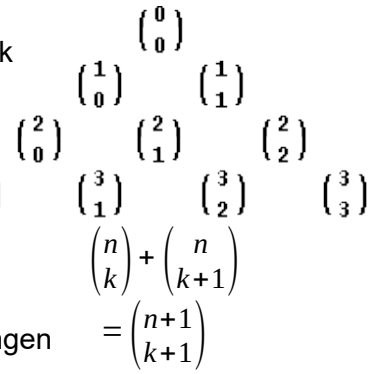 (0 0)
k
(1 0) (1 1)
(2 0) (2 1) (2 2)
(3 1) (3 2) (3 3)
(n k) + (n k+1)
gen = (n+1 k+1)